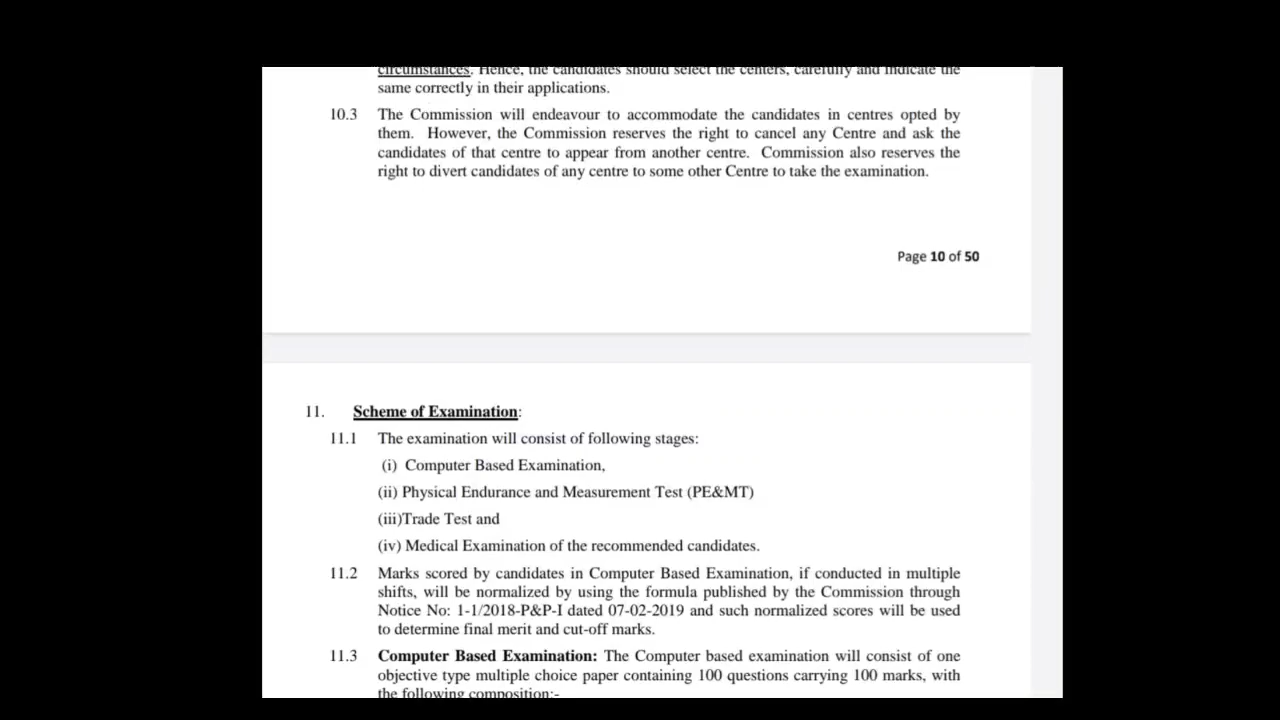 circumstances. Hence, the candidates should select the centers, carefully and indicate the
same correctly in their applications.
10.3 The Commission will endeavour to accommodate the candidates in centres opted by
them. However, the Commission reserves the right to cancel any Centre and ask the
candidates of that centre to appear from another centre. Commission also reserves the
right to divert candidates of any centre to some other Centre to take the examination.
Page 10 of 50
11. Scheme of Examination:
11.1 The examination will consist of following stages:
(i) Computer Based Examination,
(ii) Physical Endurance and Measurement Test (PE&MT)
(iii)Trade Test and
(iv) Medical Examination of the recommended candidates.
11.2 Marks scored by candidates in Computer Based Examination, if conducted in multiple
shifts, will be normalized by using the formula published by the Commission through
Notice No: 1-1/2018-P&P-I dated 07-02-2019 and such normalized scores will be used
to determine final merit and cut-off marks.
11.3 Computer Based Examination: The Computer based examination will consist of one
objective type multiple choice paper containing 100 questions carrying 100 marks, with
the following composition:-